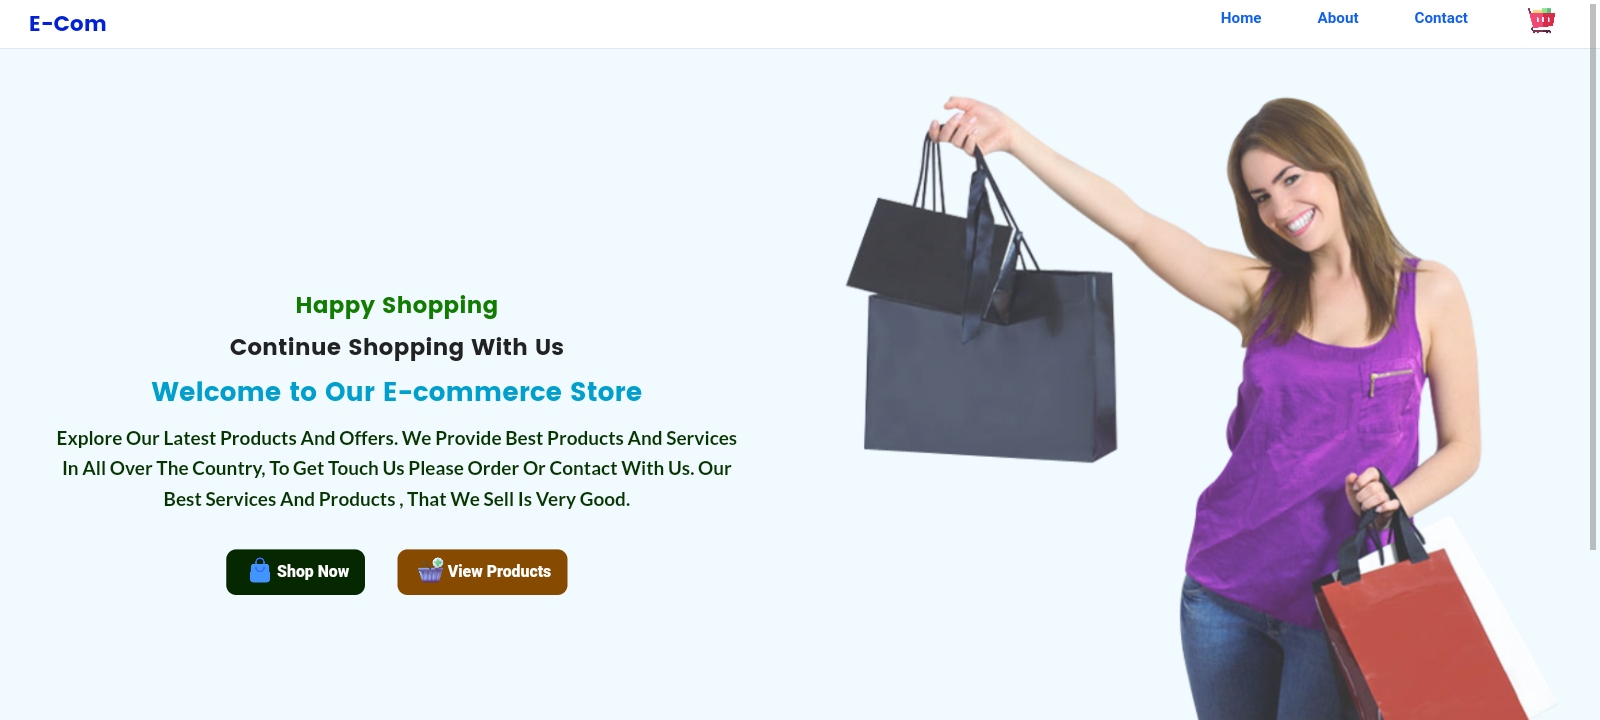 E-Com
Home
About
Contact
Happy Shopping
Continue Shopping With Us
Welcome to Our E-commerce Store
Explore Our Latest Products And Offers. We Provide Best Products And Services
In All Over The Country, To Get Touch Us Please Order Or Contact With Us. Our
Best Services And Products , That We Sell Is Very Good.
Shop Now
View Products